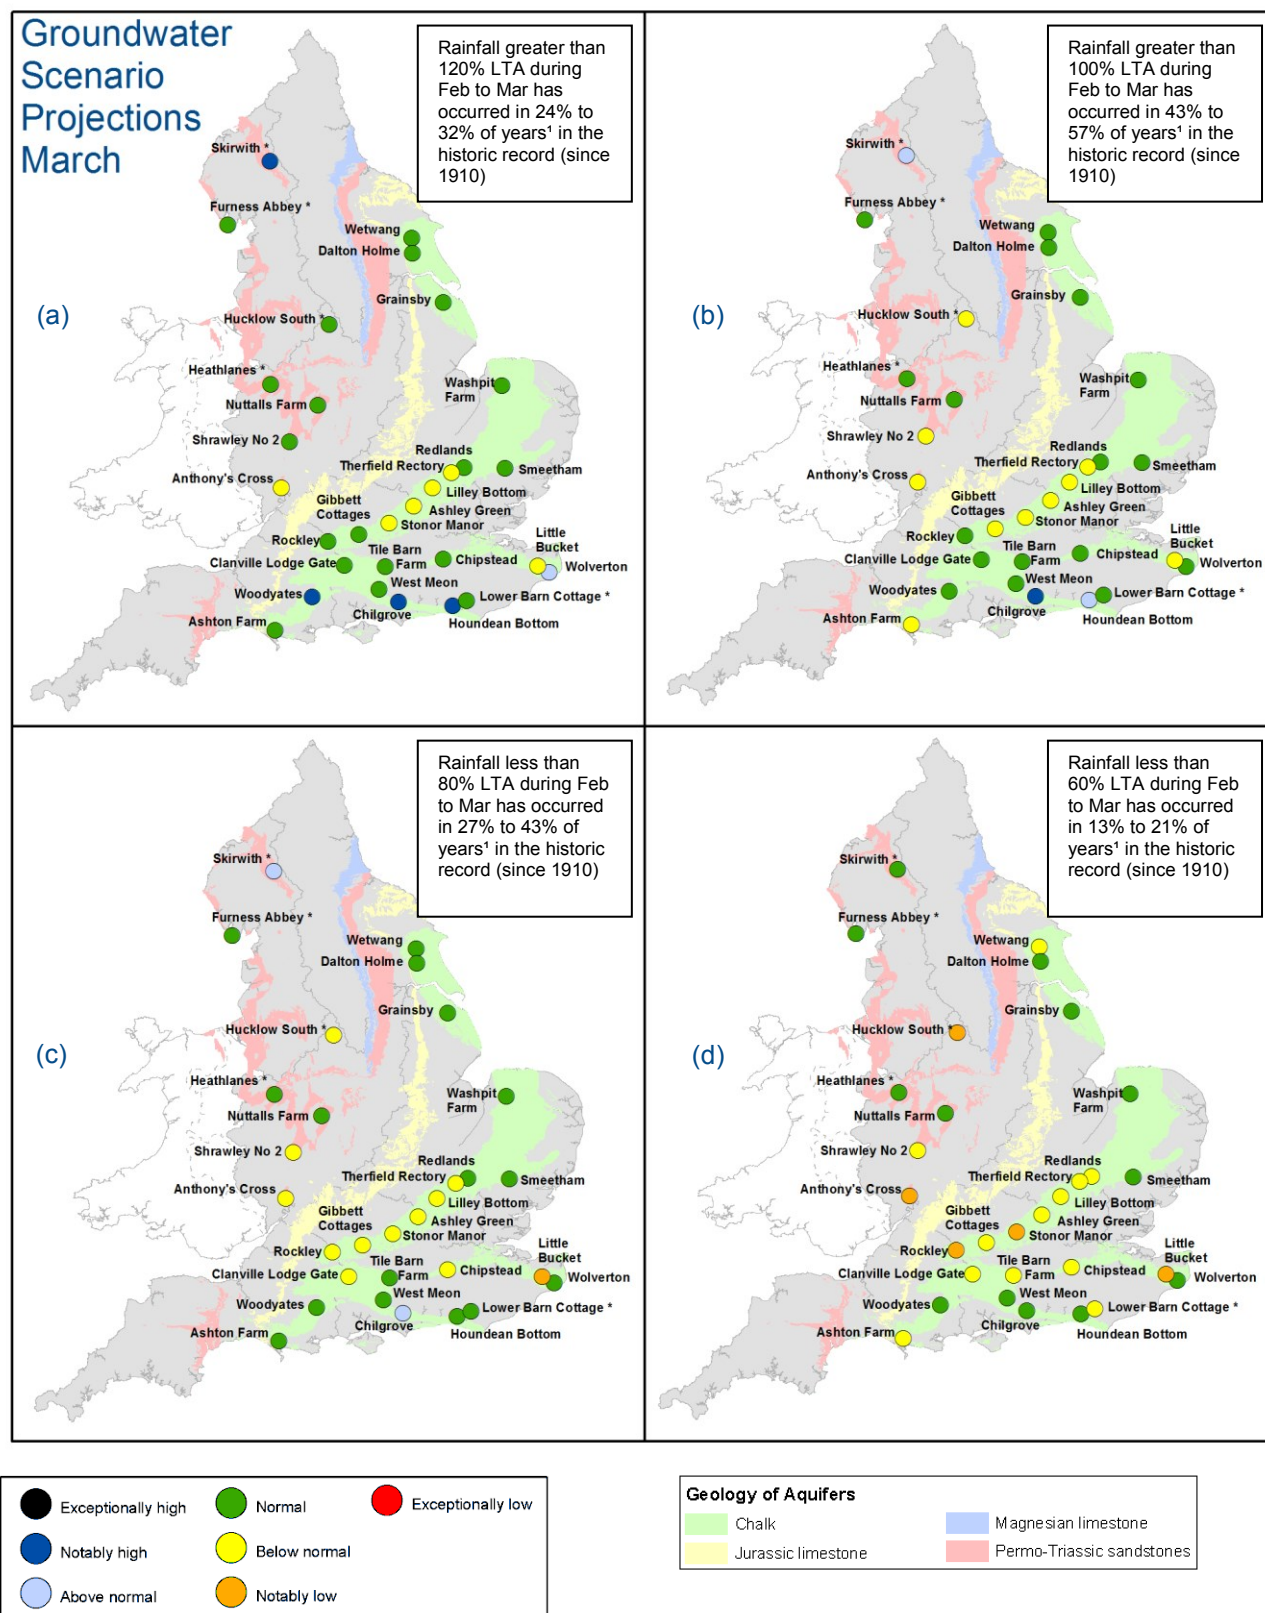 Groundwater
Scenario
Projections
March
Rainfall greater than
120% LTA during
Feb to Mar has
occurred in 24% to
32% of years¹ in the
historic record (since
1910)
(a)
Skirwith *
Furness Abbey *
Wetwang
Dalton Holme
Grainsby
Hucklow South *
Heathlanes *
Nuttalls Farm
Washpit
Farm
Shrawley No 2
Redlands
Therfield Rectory
Smeetham
Anthony's Cross
Lilley Bottom
Gibbett
Cottages
Ashley Green
Stonor Manor
Rockley
Little
Bucket
Clanville Lodge Gate
Tile Barn
Farm
Chipstead
Wolverton
West Meon
Woodyates
Lower Barn Cottage *
Chilgrove
Ashton Farm
Houndean Bottom
Rainfall greater than
100% LTA during
Feb to Mar has
occurred in 43% to
57% of years¹ in the
historic record (since
1910)
(b)
Skirwith *
Furness Abbey *
Wetwang
Dalton Holme
Grainsby
Hucklow South *
Heathlanes *
Nuttalls Farm
Washpit
Farm
Shrawley No 2
Redlands
Therfield Rectory
Smeetham
Anthony's Cross
Lilley Bottom
Gibbett
Cottages
Ashley Green
Stonor Manor
Rockley
Little
Bucket
Clanville Lodge Gate
Tile Barn
Farm
Chipstead
Wolverton
West Meon
Woodyates
Lower Barn Cottage *
Chilgrove
Ashton Farm
Houndean Bottom
Rainfall less than
80% LTA during Feb
to Mar has occurred
in 27% to 43% of
years¹ in the historic
record (since 1910)
(c)
Skirwith *
Furness Abbey *
Wetwang
Dalton Holme
Grainsby
Hucklow South *
Heathlanes *
Nuttalls Farm
Washpit
Farm
Shrawley No 2
Redlands
Therfield Rectory
Smeetham
Anthony's Cross
Lilley Bottom
Gibbett
Cottages
Ashley Green
Stonor Manor
Rockley
Little
Bucket
Clanville Lodge Gate
Tile Barn
Farm
Chipstead
Wolverton
West Meon
Woodyates
Lower Barn Cottage *
Chilgrove
Ashton Farm
Houndean Bottom
Rainfall less than
60% LTA during Feb
to Mar has occurred
in 13% to 21% of
years¹ in the historic
record (since 1910)
(d)
Skirwith *
Furness Abbey *
Wetwang
Dalton Holme
Grainsby
Hucklow South *
Heathlanes *
Nuttalls Farm
Washpit
Farm
Shrawley No 2
Redlands
Therfield Rectory
Smeetham
Anthony's Cross
Lilley Bottom
Gibbett
Cottages
Ashley Green
Stonor Manor
Rockley
Little
Bucket
Clanville Lodge Gate
Tile Barn
Farm
Chipstead
Wolverton
West Meon
Woodyates
Lower Barn Cottage *
Chilgrove
Ashton Farm
Houndean Bottom
Exceptionally high
Normal
Exceptionally low
Notably high
Below normal
Above normal
Notably low
Geology of Aquifers
Chalk
Magnesian limestone
Jurassic limestone
Permo-Triassic sandstones